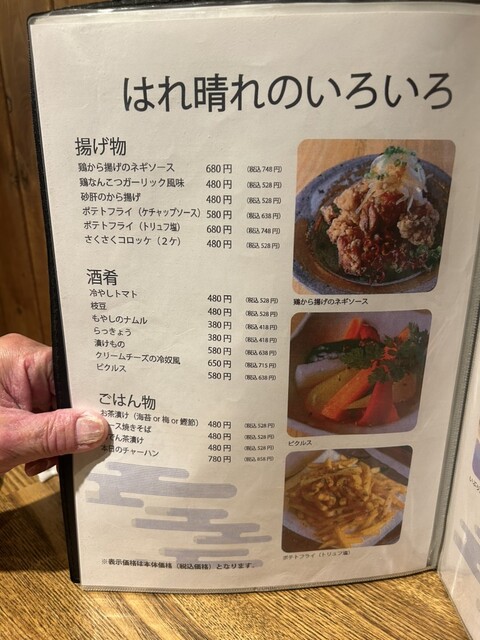 はれ晴れのいろいろ
揚げ物
鶏から揚げのネギソース 680円 (税込748円)
鶏なんこつガーリック風味 480円 (税込528円)
砂肝のから揚げ 480円 (税込528円)
ポテトフライ（ケチャップソース） 580円 (税込638円)
ポテトフライ（トリュフ塩） 680円 (税込748円)
さくさくコロッケ（２ケ） 480円 (税込528円)
鶏から揚げのネギソース
酒肴
冷やしトマト 480円 (税込528円)
枝豆 480円 (税込528円)
もやしのナムル 380円 (税込418円)
らっきょう 380円 (税込418円)
漬けもの 580円 (税込638円)
クリームチーズの冷奴風 650円 (税込715円)
ピクルス 580円 (税込638円)
ピクルス
ごはん物
お茶漬け（海苔 or 梅 or 鰹節） 480円 (税込528円)
ース焼きそば 480円 (税込528円)
ん茶漬け 480円 (税込528円)
本日のチャーハン 780円 (税込858円)
ポテトフライ（トリュフ塩）
※表示価格は本体価格（税込価格）となります。